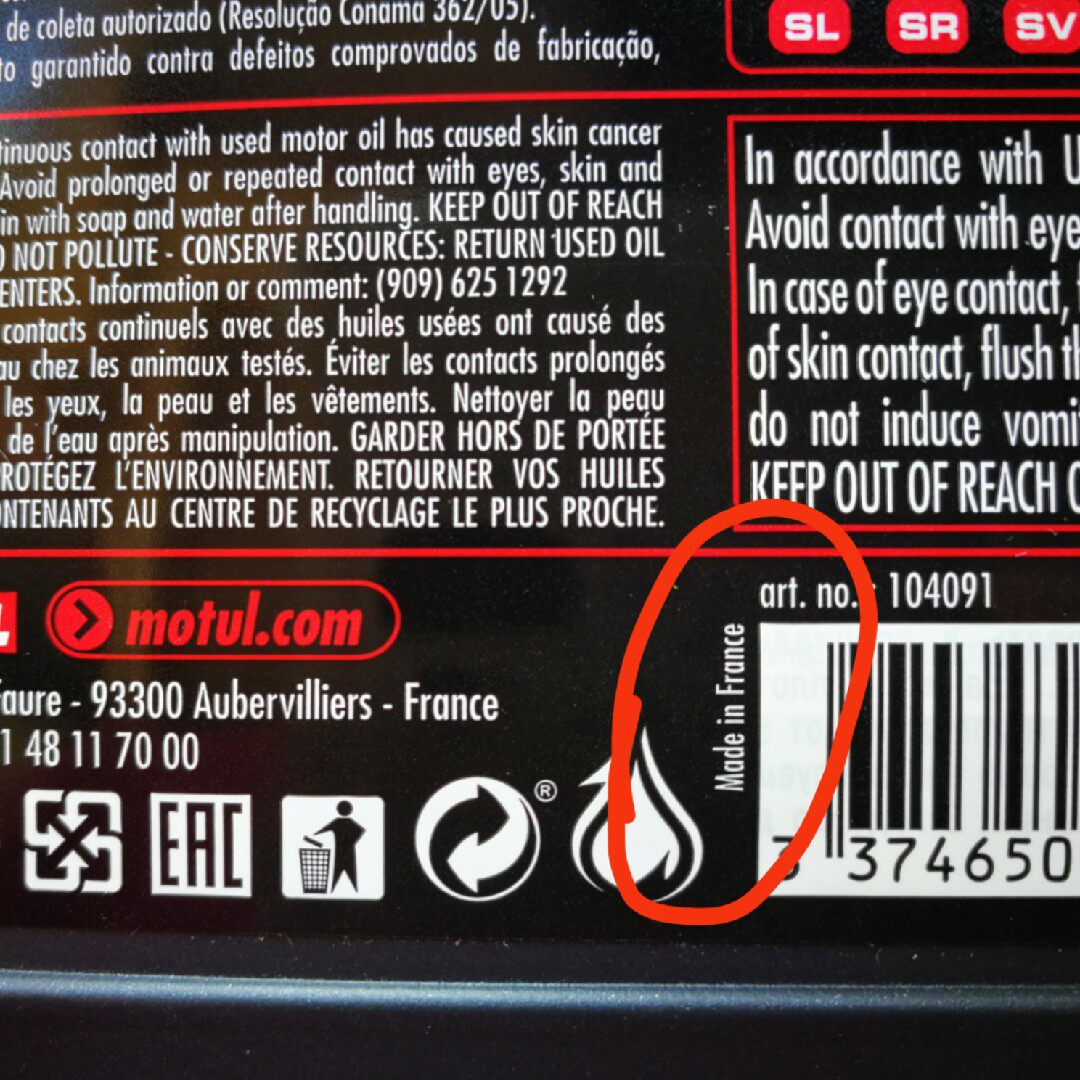 de coleta autorizado (Resolução Conama 362/05).
to garantido contra defeitos comprovados de fabricação,
SL SR SV
tinuous contact with used motor oil has caused skin cancer
Avoid prolonged or repeated contact with eyes, skin and
in with soap and water after handling. KEEP OUT OF REACH
O NOT POLLUTE - CONSERVE RESOURCES: RETURN USED OIL
ENTERS. Information or comment: (909) 625 1292
contacts continuels avec des huiles usées ont causé des
au chez les animaux testés. Éviter les contacts prolongés
les yeux, la peau et les vêtements. Nettoyer la peau
de l'eau après manipulation. GARDER HORS DE PORTÉE
ROTÉGEZ L'ENVIRONNEMENT. RETOURNER VOS HUILES
ONTENANTS AU CENTRE DE RECYCLAGE LE PLUS PROCHE.
In accordance with U
Avoid contact with eye
In case of eye contact,
of skin contact, flush th
do not induce vomi
KEEP OUT OF REACH O
motul.com
aure - 93300 Aubervilliers - France
1 48 11 70 00
EAC
®
Made in France
art. no.: 104091
3 374650